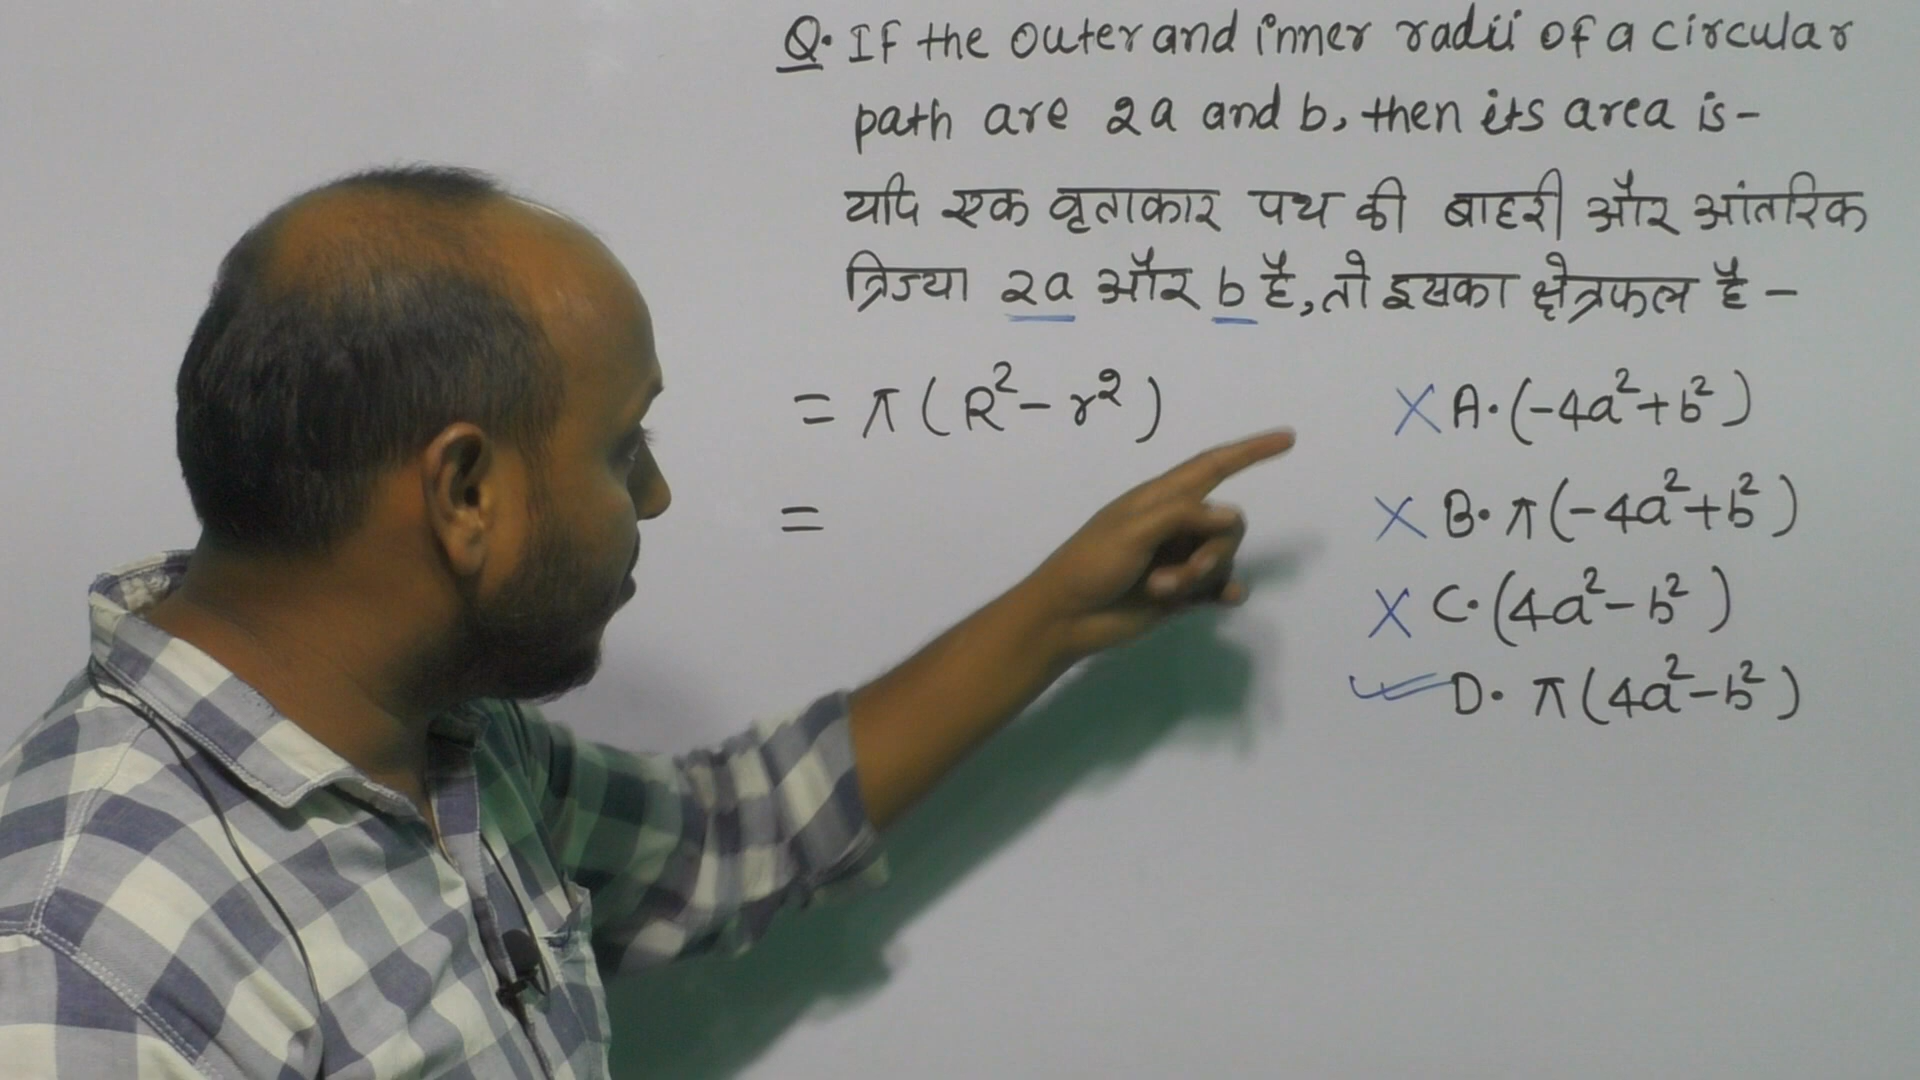 Q. If the outer and inner radii of a circular
path are 2a and b, then its area is-
यदि एक वृताकार पथ की बाहरी और आंतरिक
त्रिज्या 2a और b है, तो इसका क्षेत्रफल है -
= π(R²-r²)
=
X A. (-4a²+b²)
X B. π(-4a²+b²)
X C. (4a²-b²)
✓ D. π(4a²-b²)